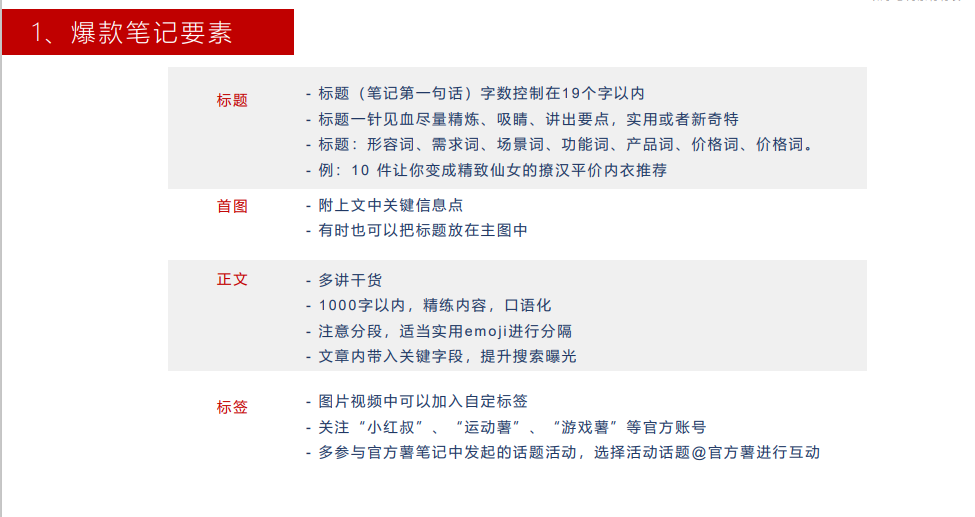 1、爆款笔记要素
标题
- 标题（笔记第一句话）字数控制在19个字以内
- 标题一针见血尽量精炼、吸睛、讲出要点，实用或者新奇特
- 标题：形容词、需求词、场景词、功能词、产品词、价格词、价格词。
- 例：10 件让你变成精致仙女的撩汉平价内衣推荐
首图
- 附上文中关键信息点
- 有时也可以把标题放在主图中
正文
- 多讲干货
- 1000字以内，精练内容，口语化
- 注意分段，适当实用emoji进行分隔
- 文章内带入关键字段，提升搜索曝光
标签
- 图片视频中可以加入自定标签
- 关注“小红叔”、“运动薯”、“游戏薯”等官方账号
- 多参与官方薯笔记中发起的话题活动，选择活动话题@官方薯进行互动